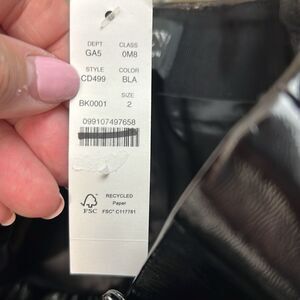 DEPT CLASS
GA5 0M8
STYLE COLOR
CD499 BLA
SIZE
BK0001 2
099107497658
FSC
RECYCLED
Paper
FSC® C117781